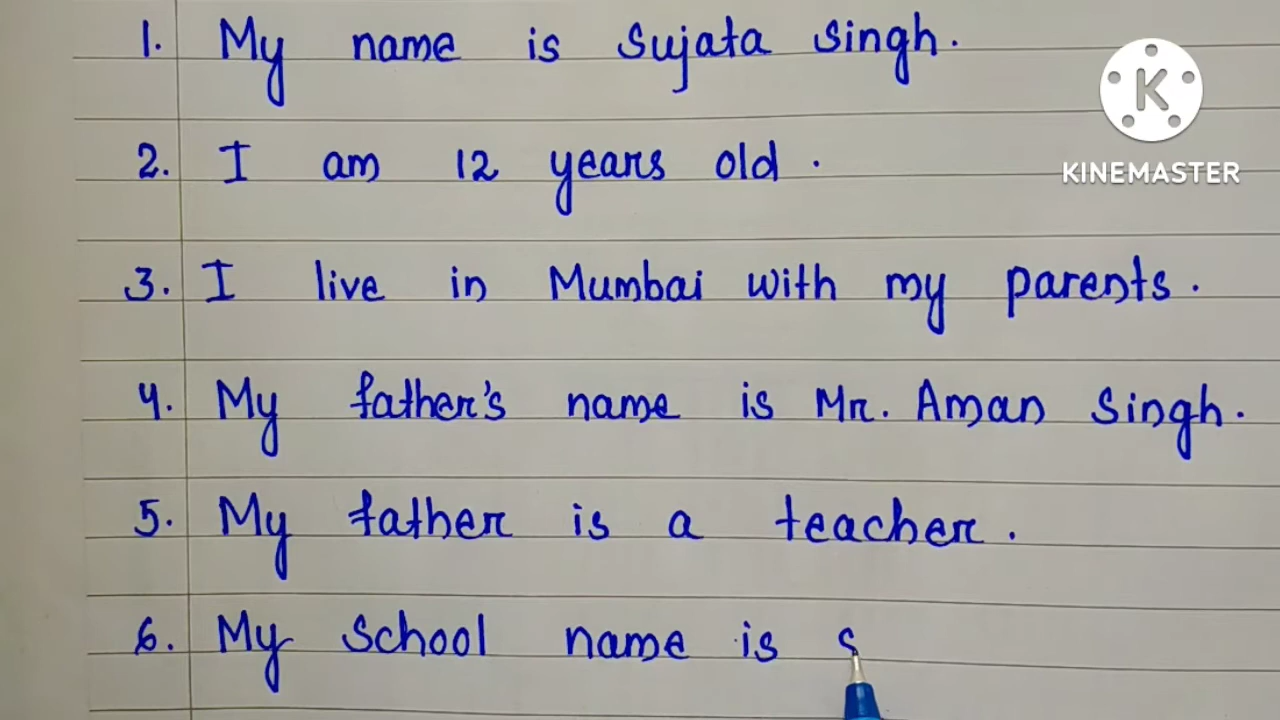 1. My name is Sujata Singh.
K
KINEMASTER
2. I am 12 years old.
3. I live in Mumbai with my parents.
4. My father's name is Mr. Aman Singh.
5. My father is a teacher.
6. My School name is S